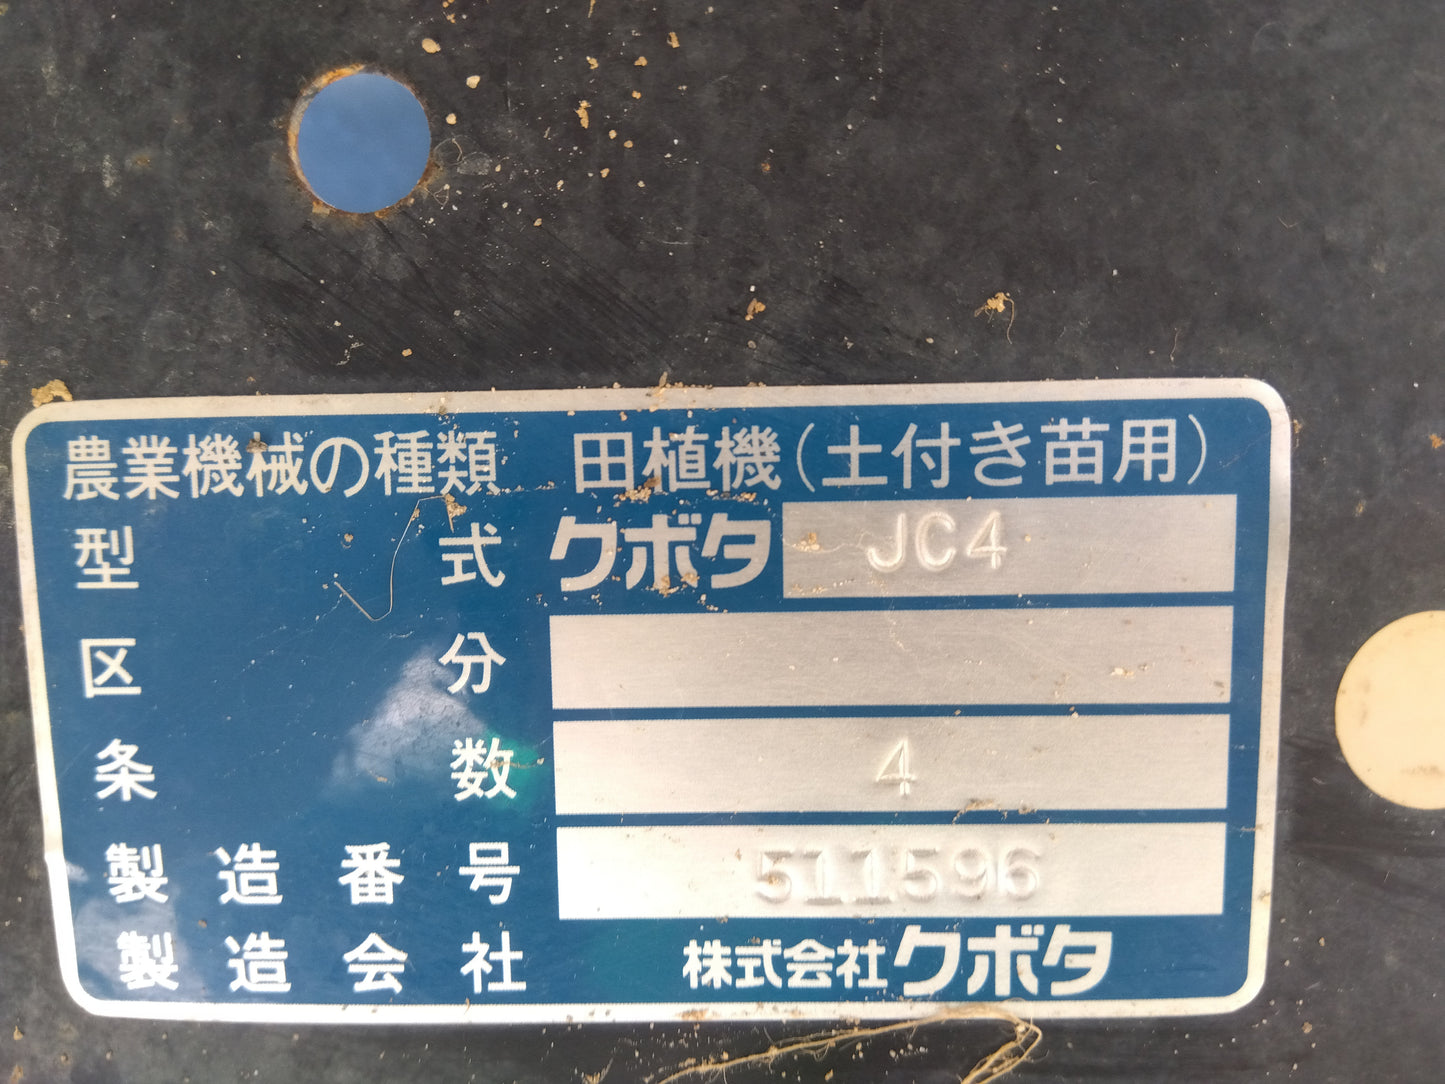 農業機械の種類 田植機(土付き苗用)
型式 クボタ JC4
区分
条数 4
製造番号 511596
製造会社 株式会社クボタ